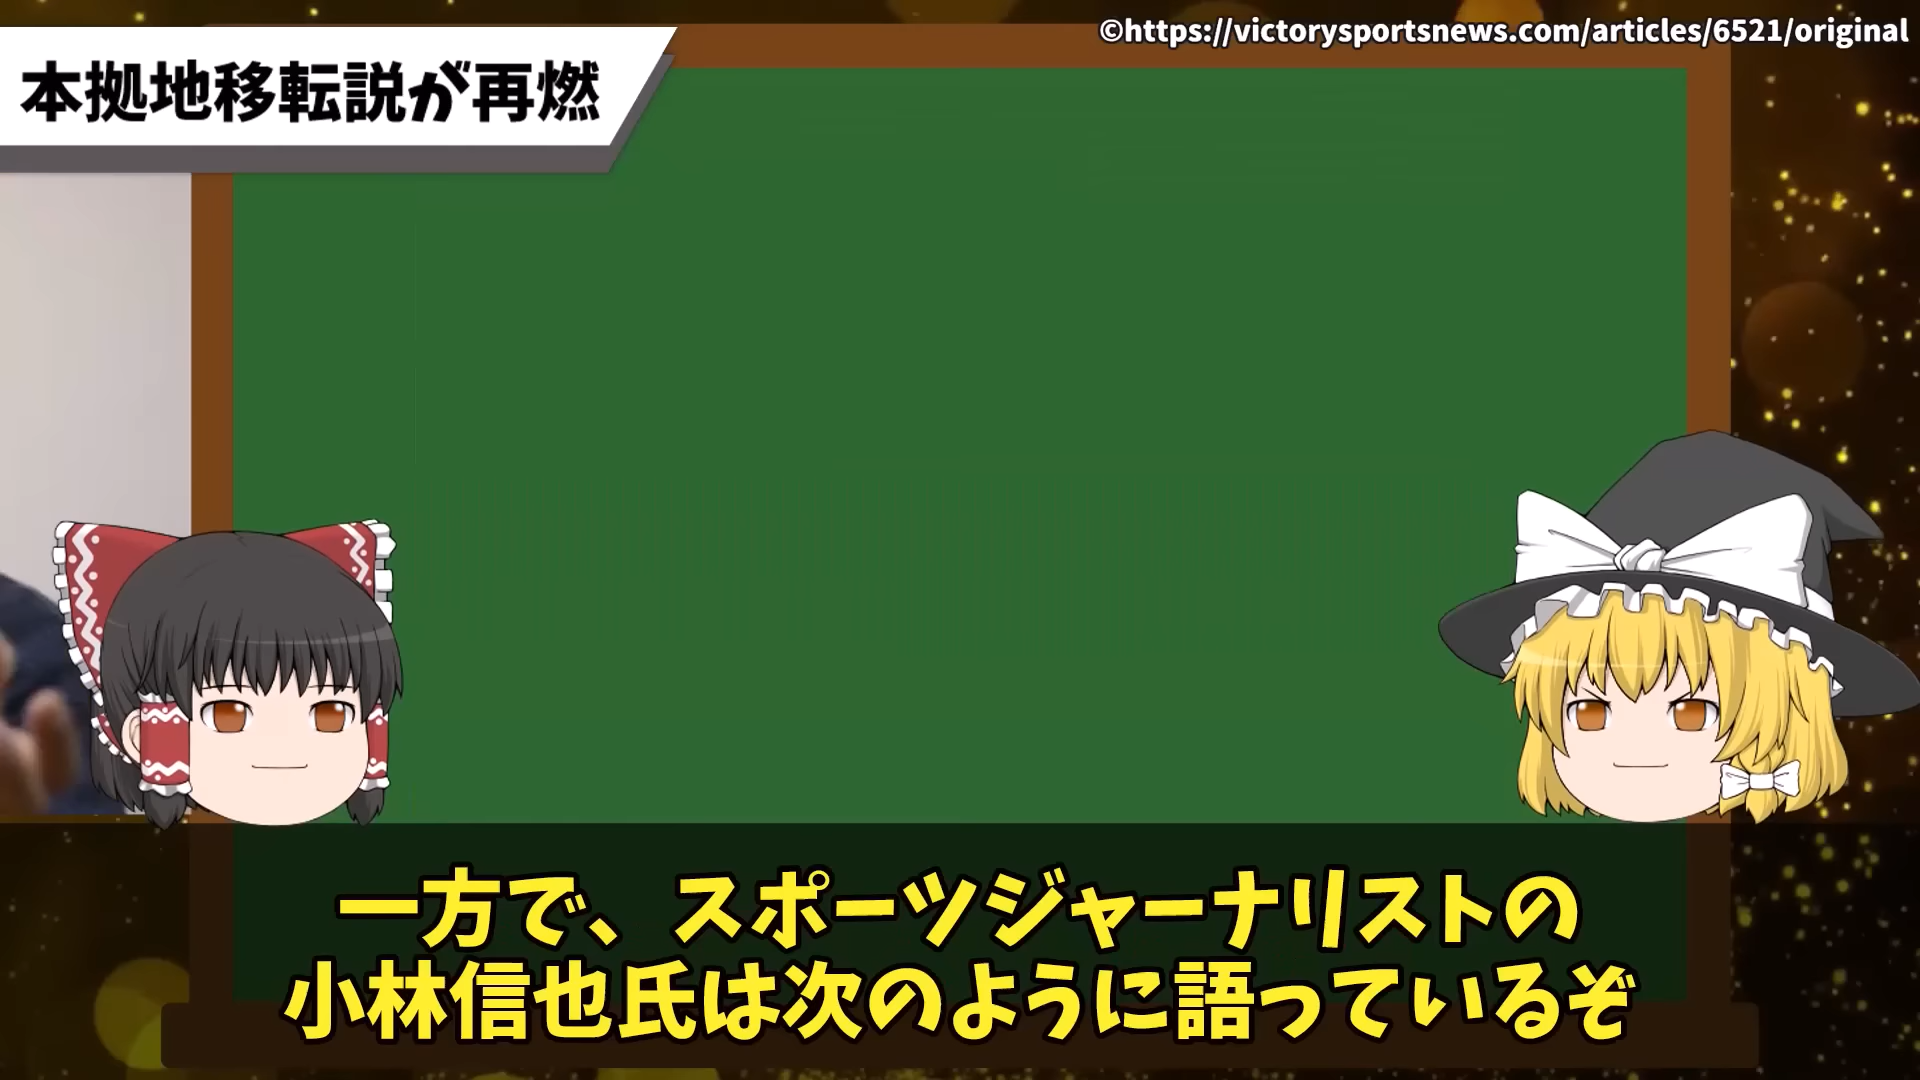 ©https://victorysportsnews.com/articles/6521/original
本拠地移転説が再燃
一方で、スポーツジャーナリストの
小林信也氏は次のように語っているぞ